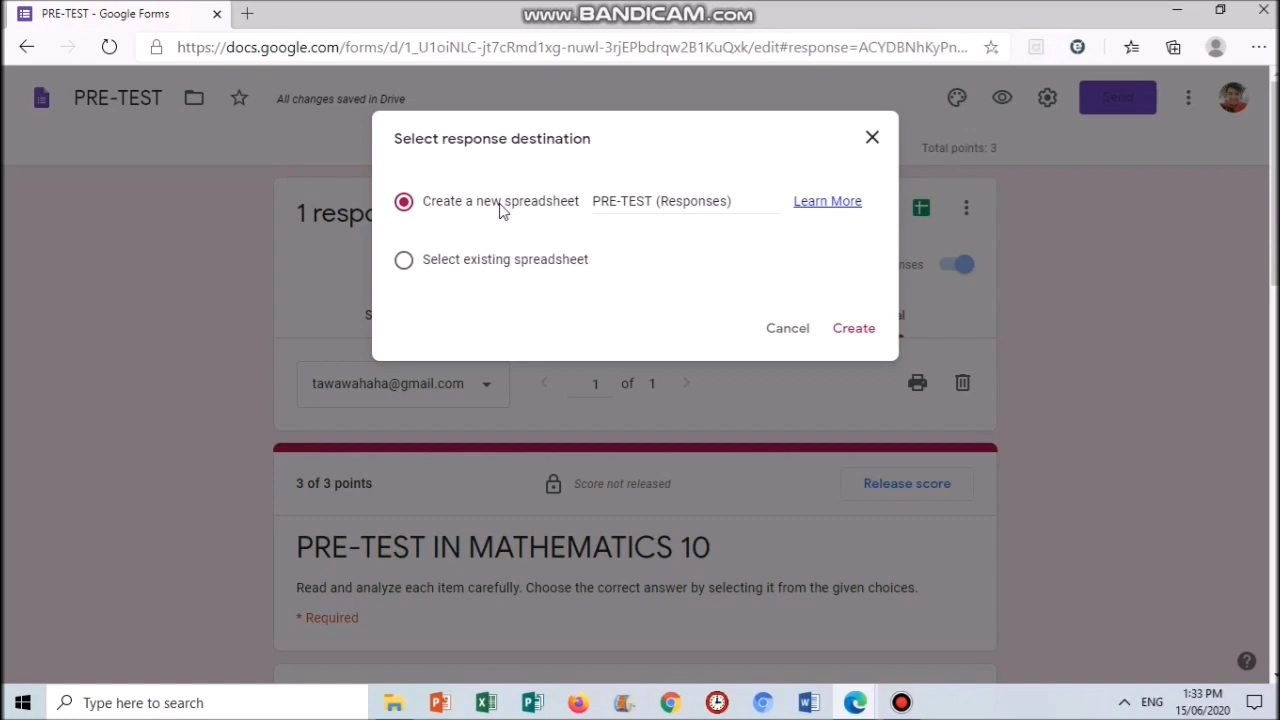 PRE-TEST - Google Forms
www.BANDICAM.com
https://docs.google.com/forms/d/1_U1oiNLC-jt7cRmd1xg-nuwl-3rjEPbdrqw2B1KuQxk/edit#response=ACYDBNhKyPn...
PRE-TEST
All changes saved in Drive
Send
Total points: 3
Select response destination
Create a new spreadsheet
PRE-TEST (Responses)
Learn More
Select existing spreadsheet
Cancel
Create
1 respo
nses
S
al
tawawahaha@gmail.com
1 of 1
3 of 3 points
Score not released
Release score
PRE-TEST IN MATHEMATICS 10
Read and analyze each item carefully. Choose the correct answer by selecting it from the given choices.
* Required
Type here to search
ENG
1:33 PM
15/06/2020